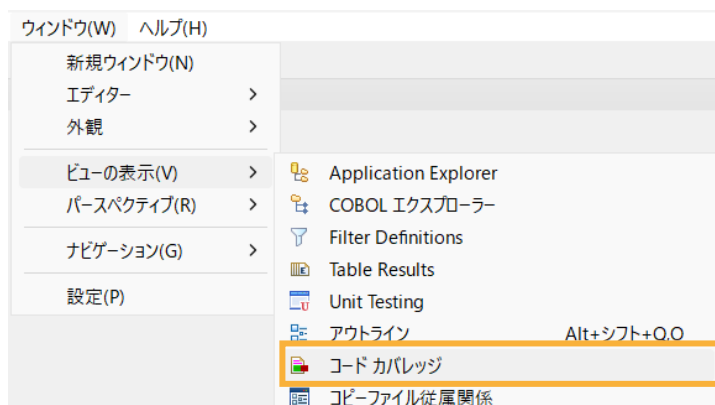 ウィンドウ(W) ヘルプ(H)
新規ウィンドウ(N)
エディター
外観
ビューの表示(V)
パースペクティブ(R)
ナビゲーション(G)
設定(P)
Application Explorer
COBOL エクスプローラー
Filter Definitions
Table Results
Unit Testing
アウトライン Alt+シフト+Q,O
コード カバレッジ
コピーファイル従属関係